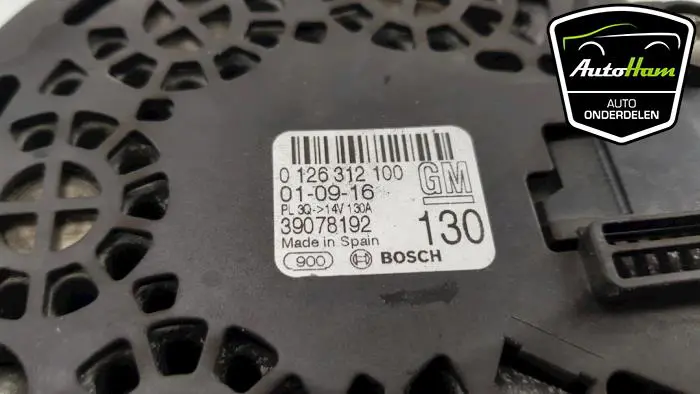 AutoHam
AUTO
ONDERDELEN
0 126 312 100
01-09-16
PL 3Q->14V 130A
39078192
Made in Spain
900
BOSCH
GM
130